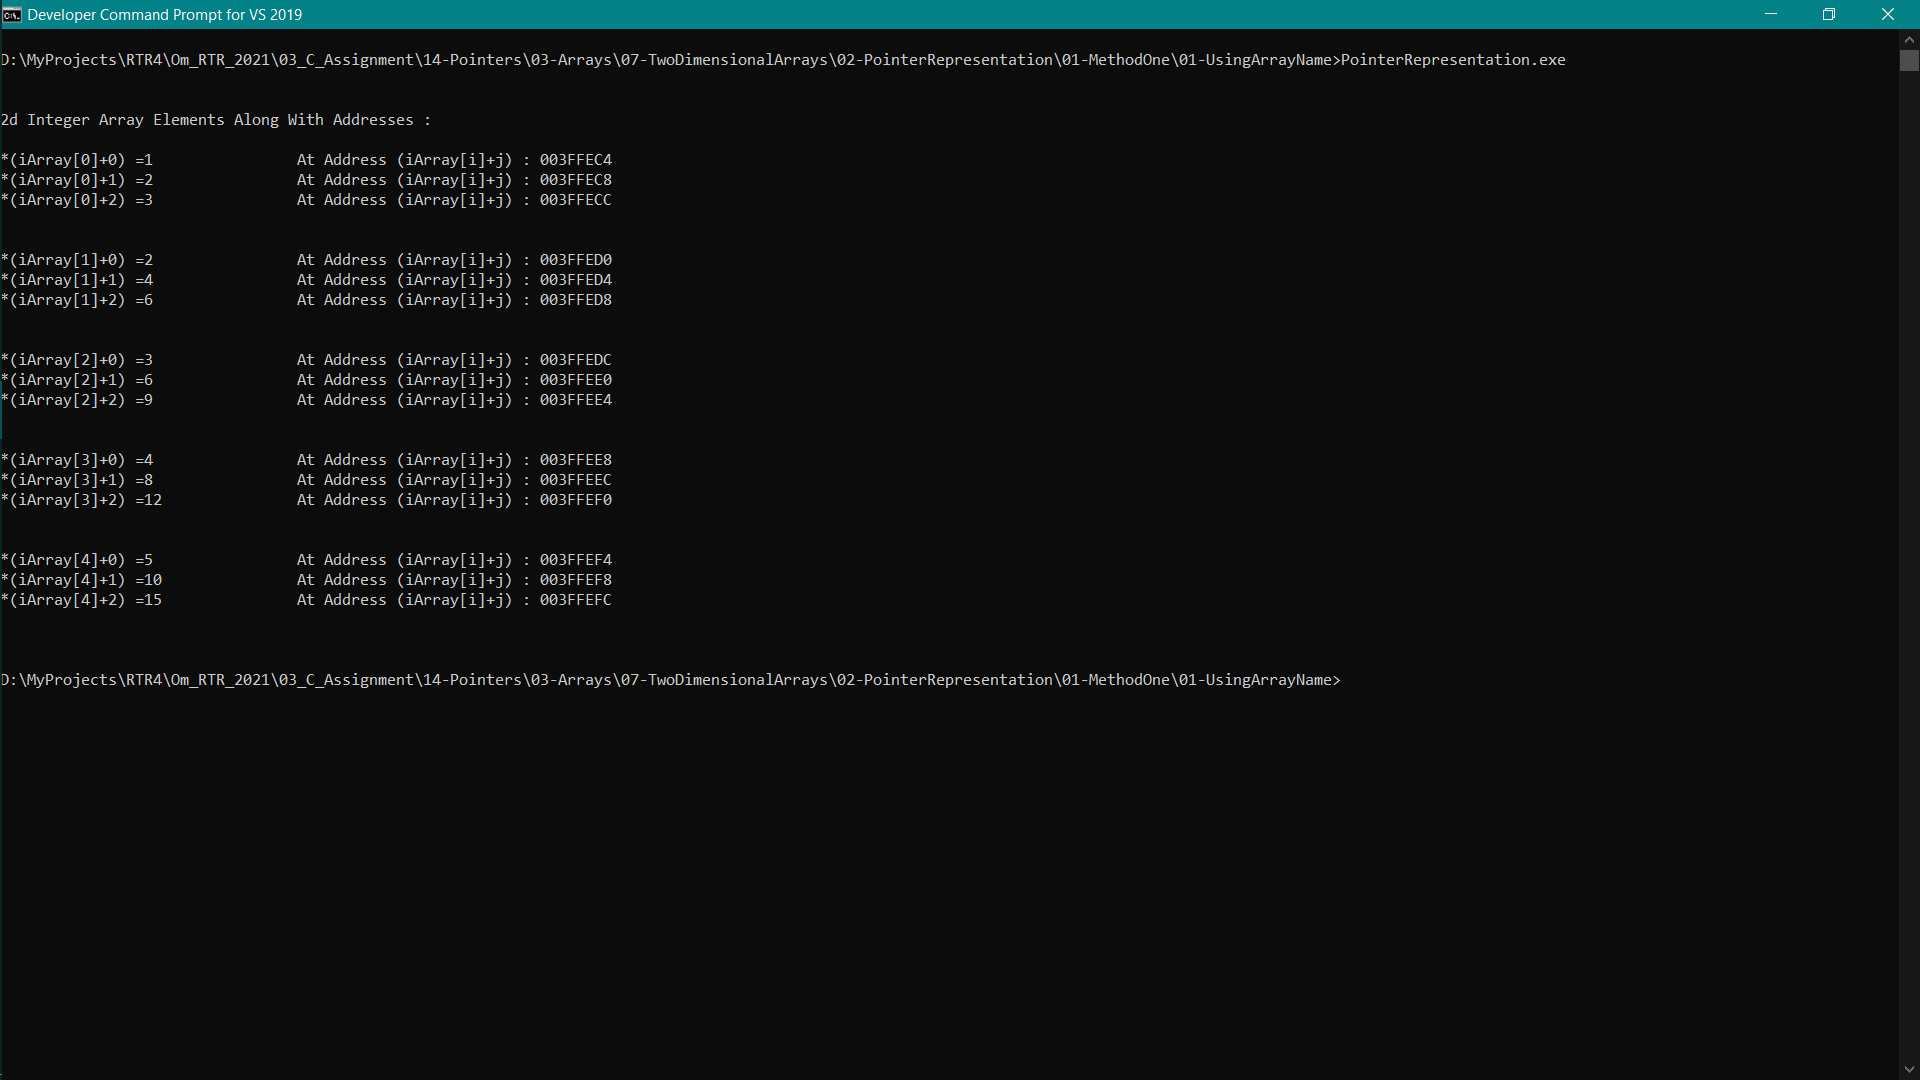 Developer Command Prompt for VS 2019
D:\MyProjects\RTR4\Om_RTR_2021\03_C_Assignment\14-Pointers\03-Arrays\07-TwoDimensionalArrays\02-PointerRepresentation\01-MethodOne\01-UsingArrayName>PointerRepresentation.exe
2d Integer Array Elements Along With Addresses :
*(iArray[0]+0) =1 At Address (iArray[i]+j) : 003FFEC4
*(iArray[0]+1) =2 At Address (iArray[i]+j) : 003FFEC8
*(iArray[0]+2) =3 At Address (iArray[i]+j) : 003FFECC
*(iArray[1]+0) =2 At Address (iArray[i]+j) : 003FFED0
*(iArray[1]+1) =4 At Address (iArray[i]+j) : 003FFED4
*(iArray[1]+2) =6 At Address (iArray[i]+j) : 003FFED8
*(iArray[2]+0) =3 At Address (iArray[i]+j) : 003FFEDC
*(iArray[2]+1) =6 At Address (iArray[i]+j) : 003FFEE0
*(iArray[2]+2) =9 At Address (iArray[i]+j) : 003FFEE4
*(iArray[3]+0) =4 At Address (iArray[i]+j) : 003FFEE8
*(iArray[3]+1) =8 At Address (iArray[i]+j) : 003FFEEC
*(iArray[3]+2) =12 At Address (iArray[i]+j) : 003FFEF0
*(iArray[4]+0) =5 At Address (iArray[i]+j) : 003FFEF4
*(iArray[4]+1) =10 At Address (iArray[i]+j) : 003FFEF8
*(iArray[4]+2) =15 At Address (iArray[i]+j) : 003FFEFC
D:\MyProjects\RTR4\Om_RTR_2021\03_C_Assignment\14-Pointers\03-Arrays\07-TwoDimensionalArrays\02-PointerRepresentation\01-MethodOne\01-UsingArrayName>